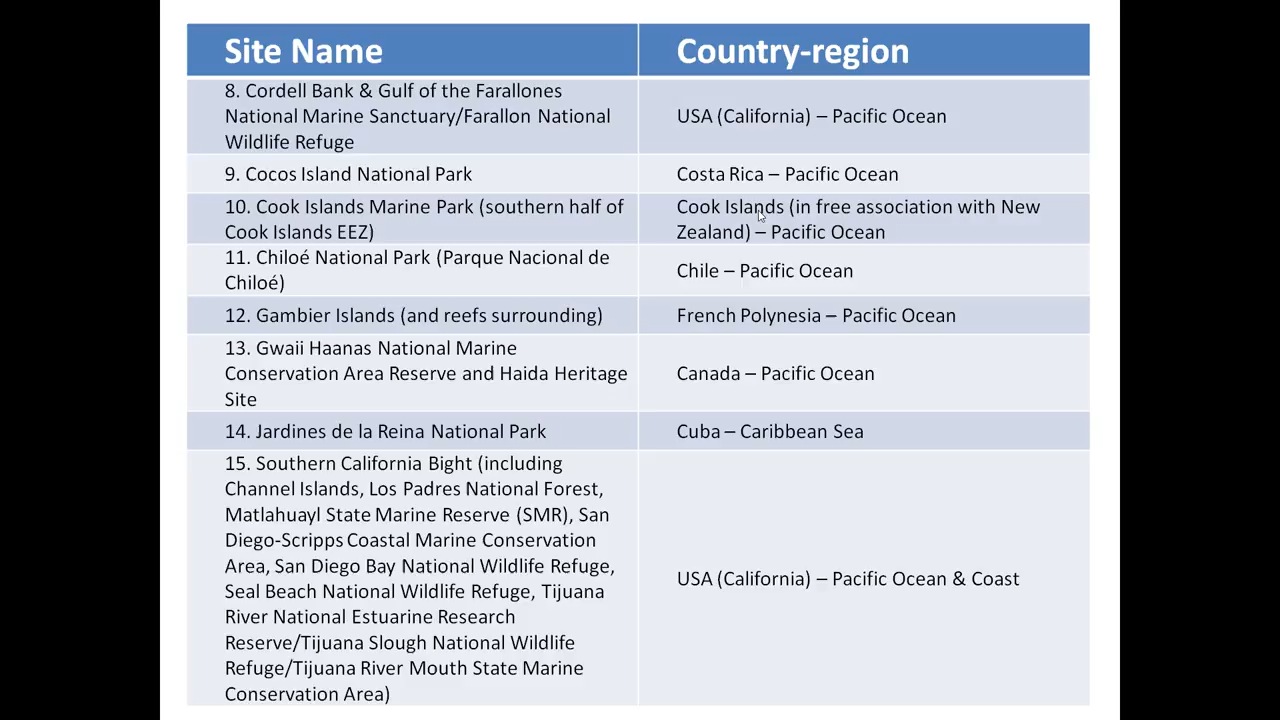 Site Name
Country-region
8. Cordell Bank & Gulf of the Farallones
National Marine Sanctuary/Farallon National
Wildlife Refuge
USA (California) – Pacific Ocean
9. Cocos Island National Park
Costa Rica – Pacific Ocean
10. Cook Islands Marine Park (southern half of
Cook Islands EEZ)
Cook Islands (in free association with New
Zealand) – Pacific Ocean
11. Chiloé National Park (Parque Nacional de
Chiloé)
Chile – Pacific Ocean
12. Gambier Islands (and reefs surrounding)
French Polynesia – Pacific Ocean
13. Gwaii Haanas National Marine
Conservation Area Reserve and Haida Heritage
Site
Canada – Pacific Ocean
14. Jardines de la Reina National Park
Cuba – Caribbean Sea
15. Southern California Bight (including
Channel Islands, Los Padres National Forest,
Matlahuayl State Marine Reserve (SMR), San
Diego-Scripps Coastal Marine Conservation
Area, San Diego Bay National Wildlife Refuge,
Seal Beach National Wildlife Refuge, Tijuana
River National Estuarine Research
Reserve/Tijuana Slough National Wildlife
Refuge/Tijuana River Mouth State Marine
Conservation Area)
USA (California) – Pacific Ocean & Coast